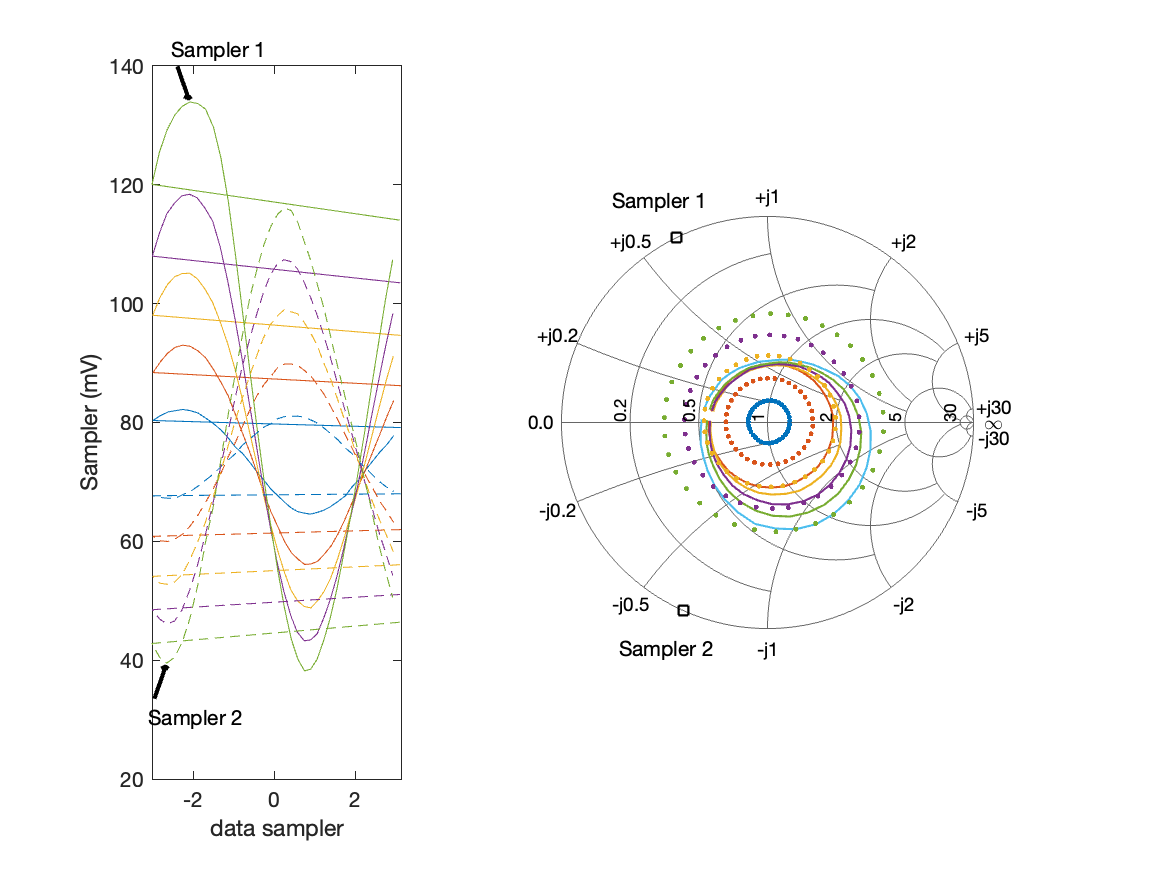 Sampler 1
140
120
100
80
60
40
20
Sampler (mV)
Sampler 2
-2
0
2
data sampler
Sampler 1
+j1
+j0.5
+j2
+j0.2
+j5
0.0
0.2
0.5
1
2
5
30
+j30
∞
-j30
-j0.2
-j5
-j0.5
-j2
Sampler 2
-j1